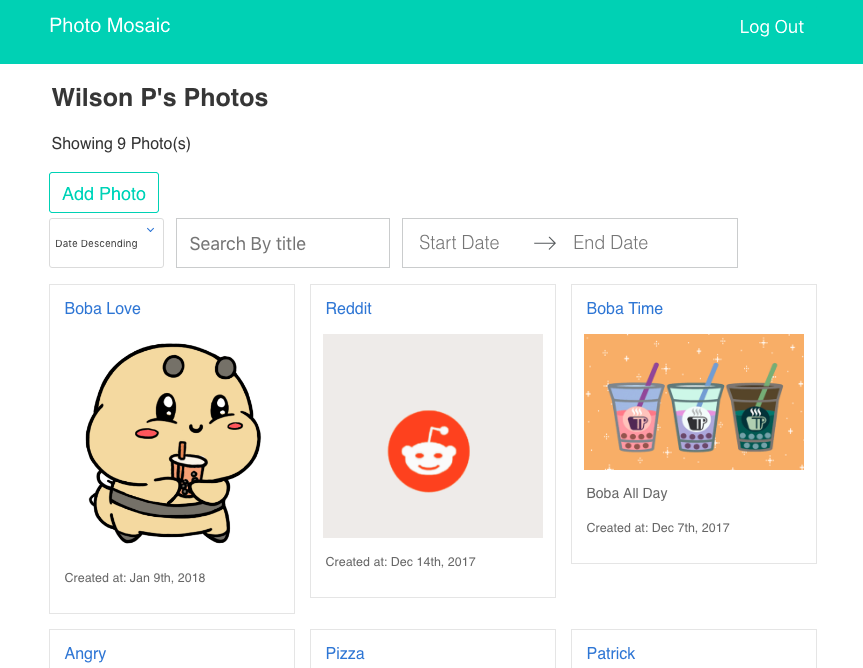 Photo Mosaic
Log Out
Wilson P's Photos
Showing 9 Photo(s)
Add Photo
Date Descending
Search By title
Start Date
End Date
Boba Love
Reddit
Boba Time
Boba All Day
Created at: Dec 7th, 2017
Created at: Dec 14th, 2017
Created at: Jan 9th, 2018
Angry
Pizza
Patrick